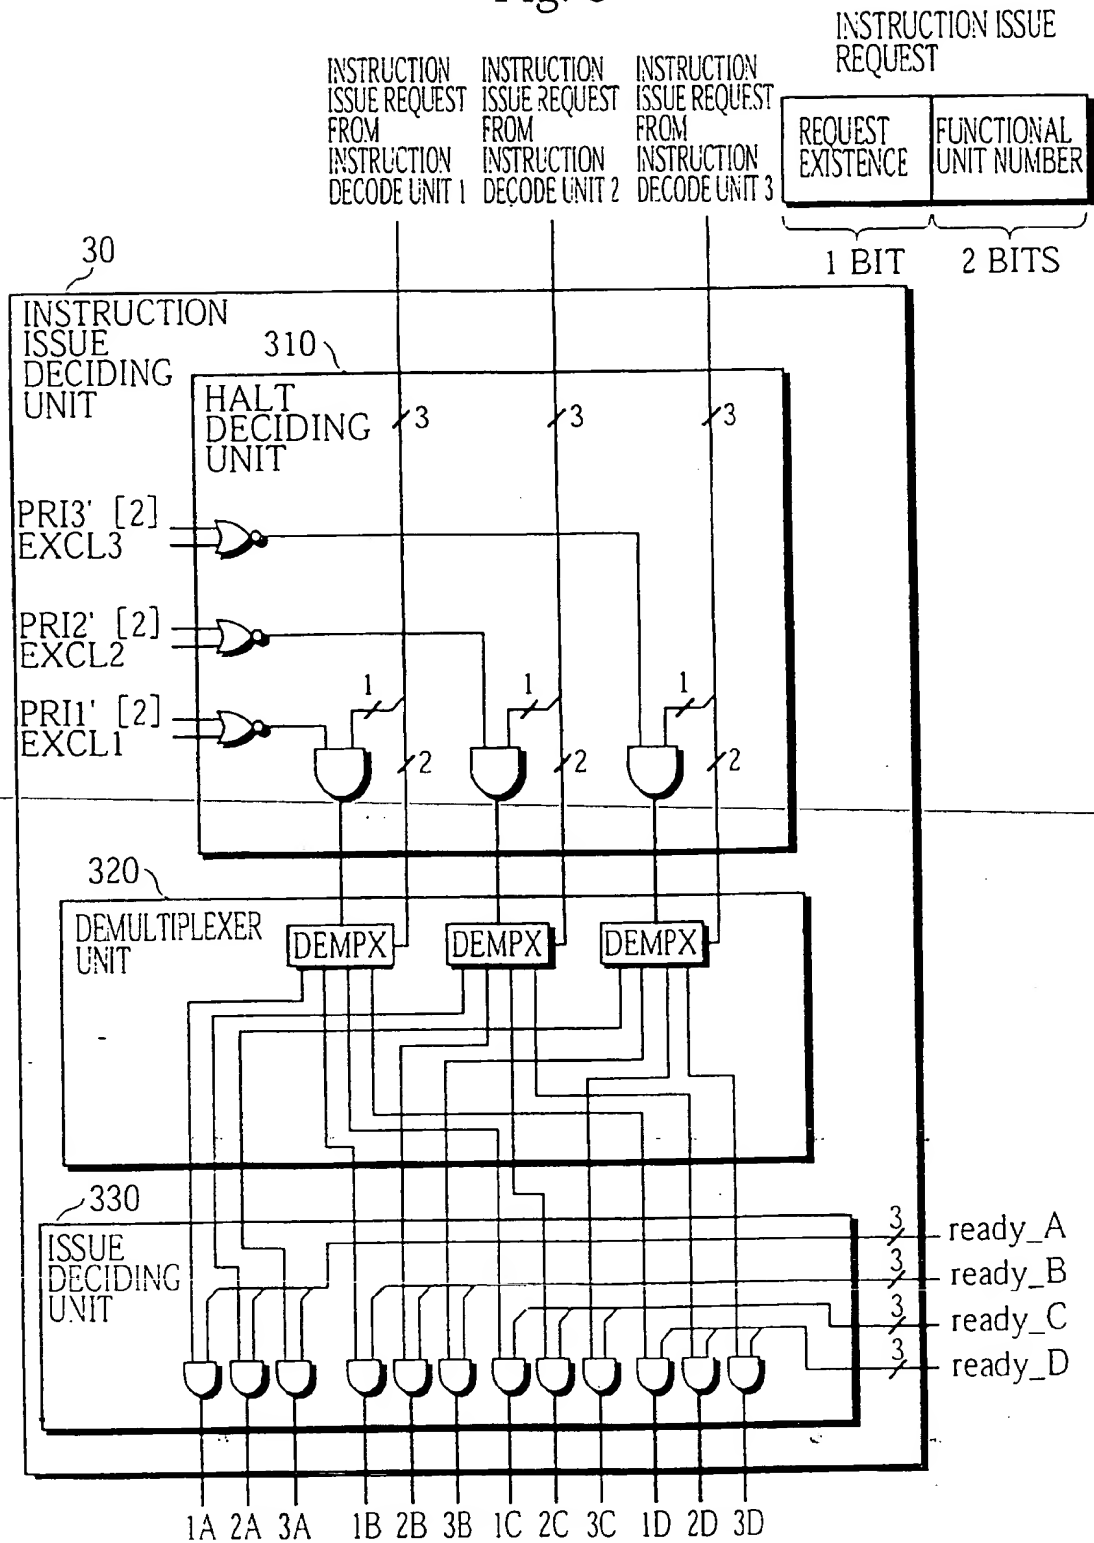 INSTRUCTION ISSUE
REQUEST
REQUEST
EXISTENCE
FUNCTIONAL
UNIT NUMBER
1 BIT
2 BITS
INSTRUCTION
ISSUE REQUEST
FROM
INSTRUCTION
DECODE UNIT 1
INSTRUCTION
ISSUE REQUEST
FROM
INSTRUCTION
DECODE UNIT 2
INSTRUCTION
ISSUE REQUEST
FROM
INSTRUCTION
DECODE UNIT 3
30
INSTRUCTION
ISSUE
DECIDING
UNIT
310
HALT
DECIDING
UNIT
3
3
3
PRI3' [2]
EXCL3
PRI2' [2]
EXCL2
PRI1' [2]
EXCL1
1
1
1
2
2
2
320
DEMULTIPLEXER
UNIT
DEMPX
DEMPX
DEMPX
330
ISSUE
DECIDING
UNIT
3
ready_A
3
ready_B
3
ready_C
3
ready_D
1A 2A 3A 1B 2B 3B 1C 2C 3C 1D 2D 3D